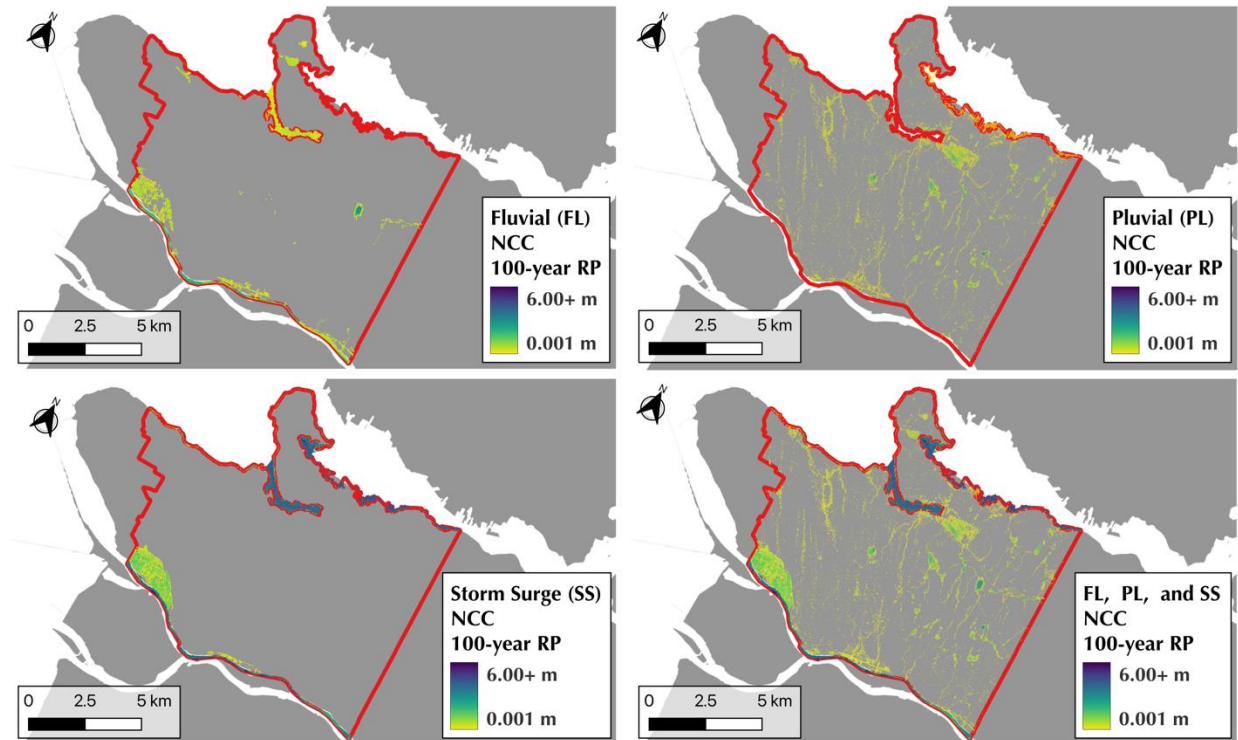 N
Fluvial (FL)
NCC
100-year RP
6.00+ m
0.001 m
0 2.5 5 km
N
Pluvial (PL)
NCC
100-year RP
6.00+ m
0.001 m
0 2.5 5 km
N
Storm Surge (SS)
NCC
100-year RP
6.00+ m
0.001 m
0 2.5 5 km
N
FL, PL, and SS
NCC
100-year RP
6.00+ m
0.001 m
0 2.5 5 km